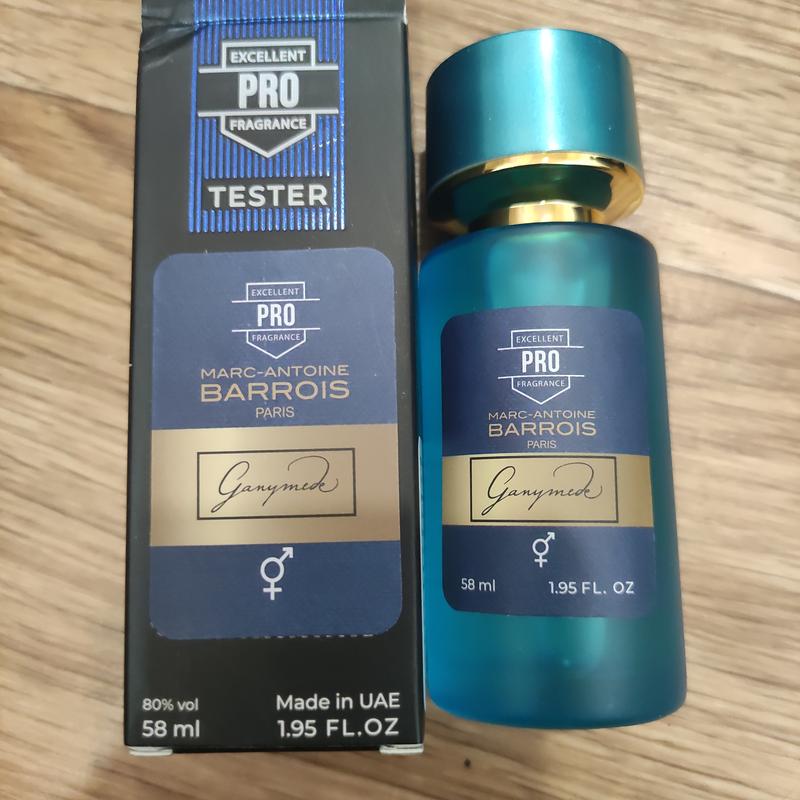 EXCELLENT
PRO
FRAGRANCE
TESTER
EXCELLENT
PRO
FRAGRANCE
MARC-ANTOINE
BARROIS
PARIS
Ganymede
80% vol
58 ml
Made in UAE
1.95 FL.OZ
EXCELLENT
PRO
FRAGRANCE
MARC-ANTOINE
BARROIS
PARIS
Ganymede
58 ml
1.95 FL. OZ